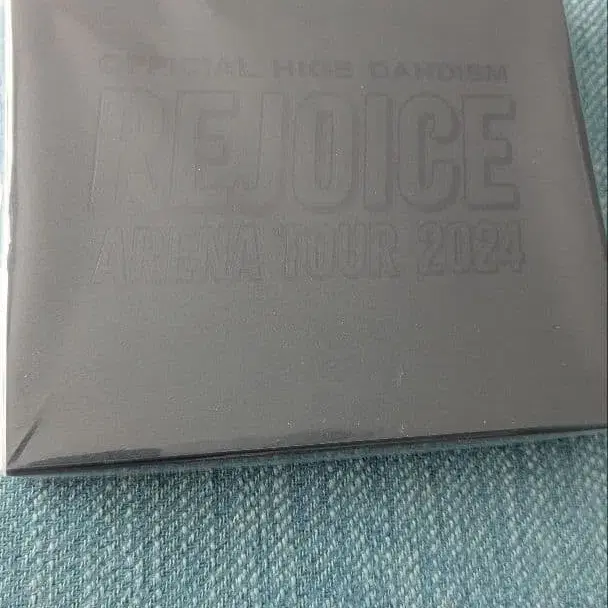 OFFICIAL HIGE DANDISM
REJOICE
ARENA TOUR 2024